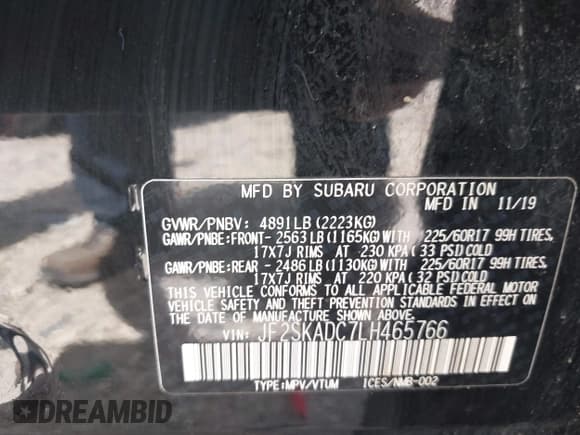 MFD BY SUBARU CORPORATION
MFD IN 11/19
GVWR/PNBV: 4891LB(2223KG)
GAWR/PNBE:FRONT-2563LB(1165KG)WITH 225/60R17 99H TIRES,
17X7J RIMS AT 230 KPA(33 PSI)COLD
GAWR/PNBE:REAR -2486LB(1130KG)WITH 225/60R17 99H TIRES,
17X7J RIMS AT 220 KPA(32 PSI)COLD
THIS VEHICLE CONFORMS TO ALL APPLICABLE FEDERAL MOTOR
VEHICLE SAFETY AND THEFT PREVENTION STANDARDS IN EFFECT
ON THE DATE OF MANUFACTURE SHOWN ABOVE.
VIN: JF2SKADC7LH465766
TYPE:MPV/VTUM ICES/NMB-002
DREAMBID